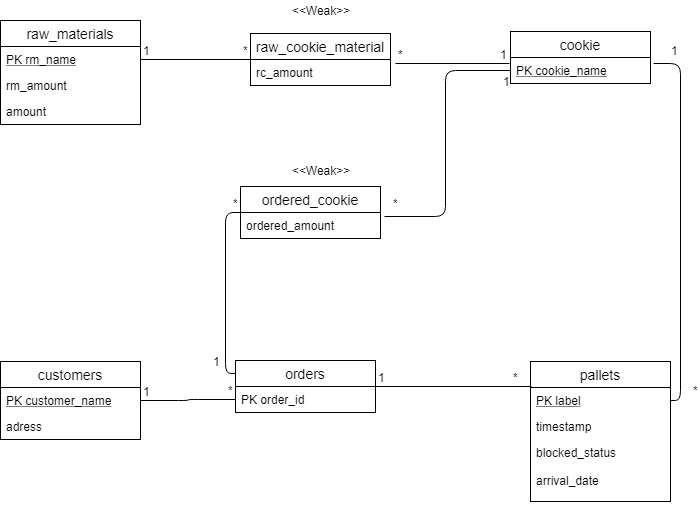 <<Weak>>
raw_materials
PK rm_name
rm_amount
amount
1
*
raw_cookie_material
rc_amount
*
1
cookie
PK cookie_name
1
1
<<Weak>>
*
ordered_cookie
ordered_amount
*
1
customers
PK customer_name
adress
1
*
orders
PK order_id
1
*
pallets
PK label
timestamp
blocked_status
arrival_date
*